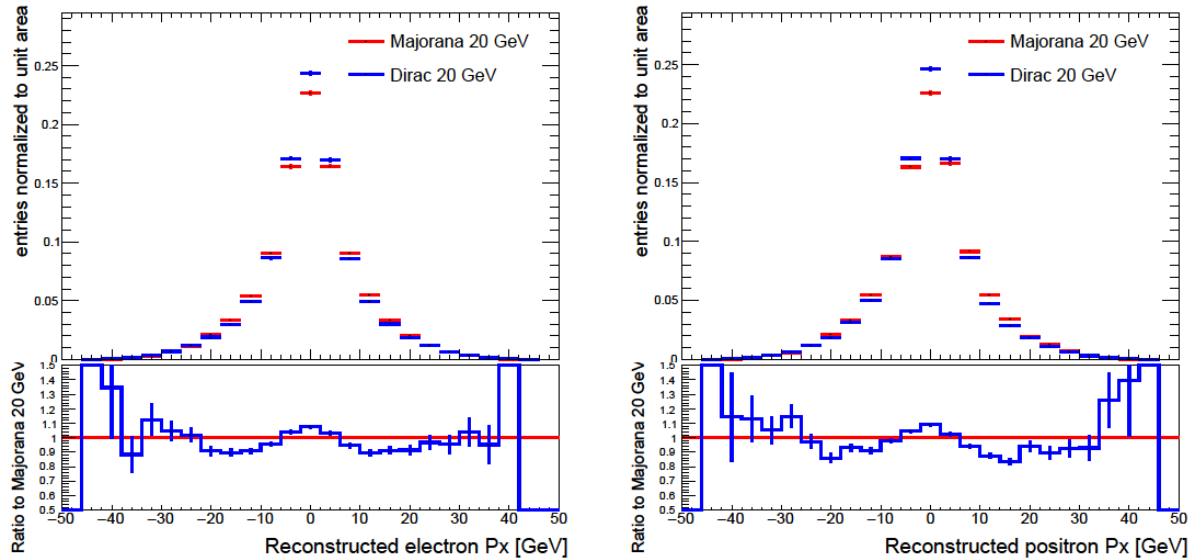 entries normalized to unit area
0.25
0.2
0.15
0.1
0.05
0
Majorana 20 GeV
Dirac 20 GeV
Ratio to Majorana 20 GeV
1.5
1.4
1.3
1.2
1.1
1
0.9
0.8
0.7
0.6
0.5
−50 −40 −30 −20 −10 0 10 20 30 40 50
Reconstructed electron Px [GeV]
entries normalized to unit area
0.25
0.2
0.15
0.1
0.05
0
Majorana 20 GeV
Dirac 20 GeV
Ratio to Majorana 20 GeV
1.5
1.4
1.3
1.2
1.1
1
0.9
0.8
0.7
0.6
0.5
−50 −40 −30 −20 −10 0 10 20 30 40 50
Reconstructed positron Px [GeV]